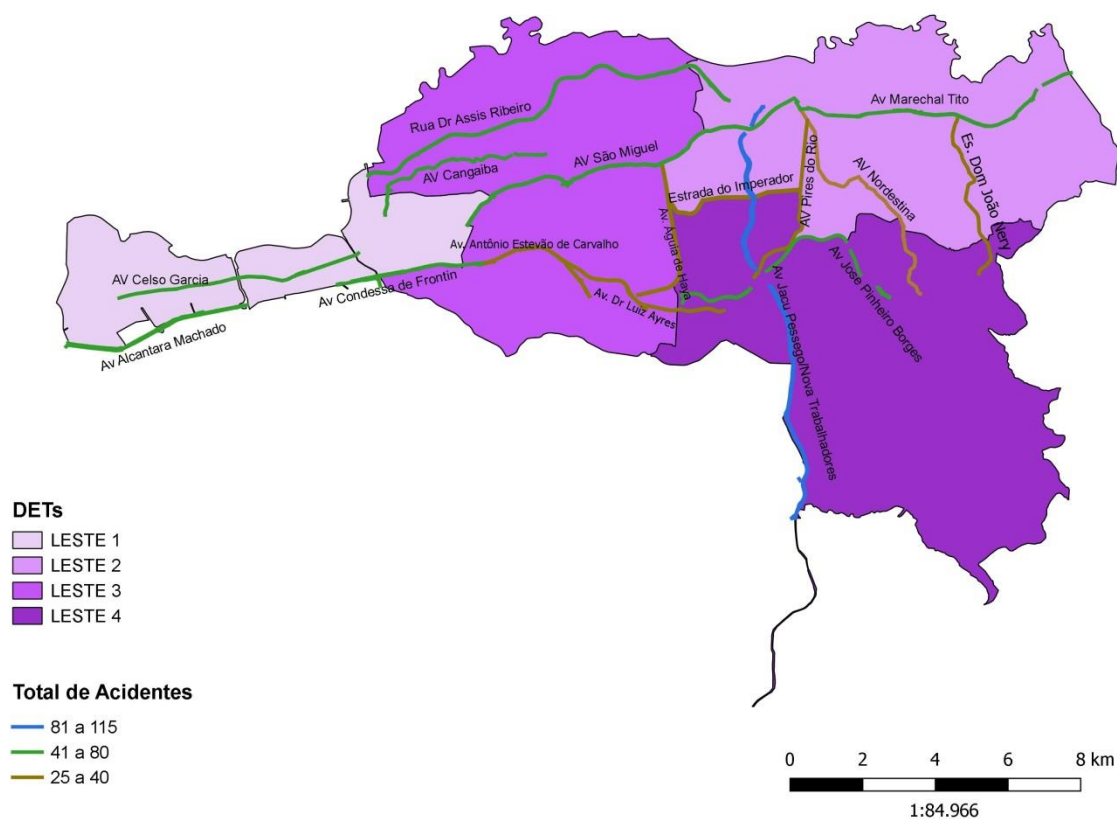 Rua Dr Assis Ribeiro
AV Cangaiba
AV São Miguel
Av Marechal Tito
Es. Dom João Nery
AV Nordestina
AV Pires do Rio
Estrada do Imperador
Av. Aguia de Haia
Av. Antônio Estevão de Carvalho
AV Celso Garcia
Av Condessa de Frontin
Av. Dr Luiz Ayres
Av Jose Pinheiro Borges
Av Jacu Pessego/Nova Trabalhadores
Av Alcantara Machado
DETs
LESTE 1
LESTE 2
LESTE 3
LESTE 4
Total de Acidentes
81 a 115
41 a 80
25 a 40
0 2 4 6 8 km
1:84.966